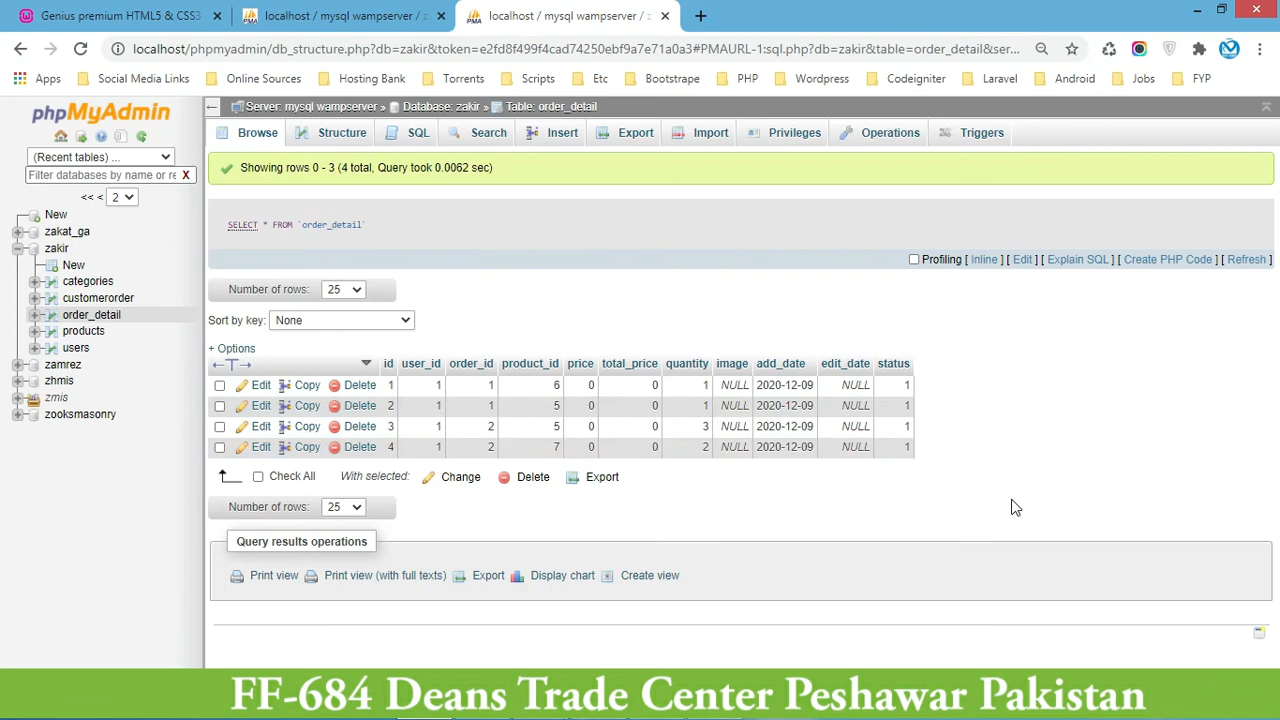 Genius premium HTML5 & CSS3
localhost / mysql wampserver / z
localhost / mysql wampserver / z
localhost/phpmyadmin/db_structure.php?db=zakir&token=e2fd8f499f4cad74250ebf9a7e71a0a3#PMAURL-1:sql.php?db=zakir&table=order_detail&ser...
Apps Social Media Links Online Sources Hosting Bank Torrents Scripts Etc Bootstrape PHP Wordpress Codeigniter Laravel Android Jobs FYP
phpMyAdmin
(Recent tables) ...
Filter databases by name or re X
<< < 2
New
zakat_ga
zakir
New
categories
customerorder
order_detail
products
users
zamrez
zhmis
zmis
zooksmasonry
Server: mysql wampserver » Database: zakir » Table: order_detail
Browse Structure SQL Search Insert Export Import Privileges Operations Triggers
Showing rows 0 - 3 (4 total, Query took 0.0062 sec)
SELECT * FROM `order_detail`
Profiling [ Inline ] [ Edit ] [ Explain SQL ] [ Create PHP Code ] [ Refresh ]
Number of rows: 25
Sort by key: None
+ Options
←T→ id user_id order_id product_id price total_price quantity image add_date edit_date status
Edit Copy Delete 1 1 1 6 0 0 1 NULL 2020-12-09 NULL 1
Edit Copy Delete 2 1 1 5 0 0 1 NULL 2020-12-09 NULL 1
Edit Copy Delete 3 1 2 5 0 0 3 NULL 2020-12-09 NULL 1
Edit Copy Delete 4 1 2 7 0 0 2 NULL 2020-12-09 NULL 1
Check All With selected: Change Delete Export
Number of rows: 25
Query results operations
Print view Print view (with full texts) Export Display chart Create view
FF-684 Deans Trade Center Peshawar Pakistan